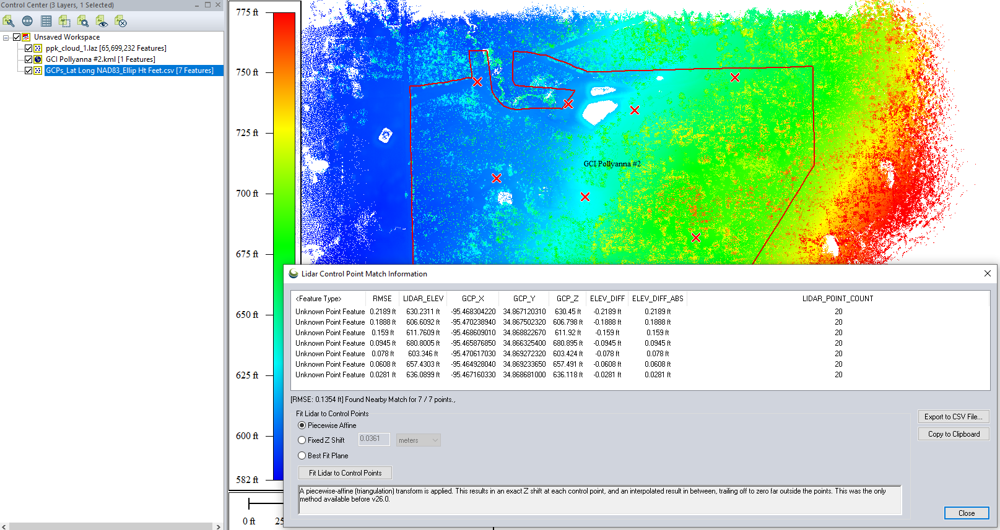 Control Center (3 Layers, 1 Selected)
Unsaved Workspace
ppk_cloud_1.laz [65,699,232 Features]
GCI Pollyanna #2.kml [1 Features]
GCPs_Lat Long NAD83_Ellip Ht Feet.csv [7 Features]
775 ft
750 ft
725 ft
700 ft
675 ft
650 ft
625 ft
600 ft
582 ft
0 ft 25
GCI Pollyanna #2
Lidar Control Point Match Information
<Feature Type> RMSE LIDAR_ELEV GCP_X GCP_Y GCP_Z ELEV_DIFF ELEV_DIFF_ABS LIDAR_POINT_COUNT
Unknown Point Feature 0.2189 ft 630.2311 ft -95.468304220 34.867120310 630.45 ft -0.2189 ft 0.2189 ft 20
Unknown Point Feature 0.1888 ft 606.6092 ft -95.470238940 34.867502320 606.798 ft -0.1888 ft 0.1888 ft 20
Unknown Point Feature 0.159 ft 611.7609 ft -95.468609010 34.868822670 611.92 ft -0.159 ft 0.159 ft 20
Unknown Point Feature 0.0945 ft 680.8005 ft -95.465876850 34.866325400 680.895 ft -0.0945 ft 0.0945 ft 20
Unknown Point Feature 0.078 ft 603.346 ft -95.470617030 34.869272320 603.424 ft -0.078 ft 0.078 ft 20
Unknown Point Feature 0.0608 ft 657.4303 ft -95.464928040 34.869233650 657.491 ft -0.0608 ft 0.0608 ft 20
Unknown Point Feature 0.0281 ft 636.0899 ft -95.467160330 34.868681000 636.118 ft -0.0281 ft 0.0281 ft 20
[RMSE: 0.1354 ft] Found Nearby Match for 7 / 7 points.,
Fit Lidar to Control Points
Piecewise Affine
Fixed Z Shift 0.0361 meters
Best Fit Plane
Fit Lidar to Control Points
Export to CSV File...
Copy to Clipboard
A piecewise-affine (triangulation) transform is applied. This results in an exact Z shift at each control point, and an interpolated result in between, trailing off to zero far outside the points. This was the only
method available before v26.0.
Close